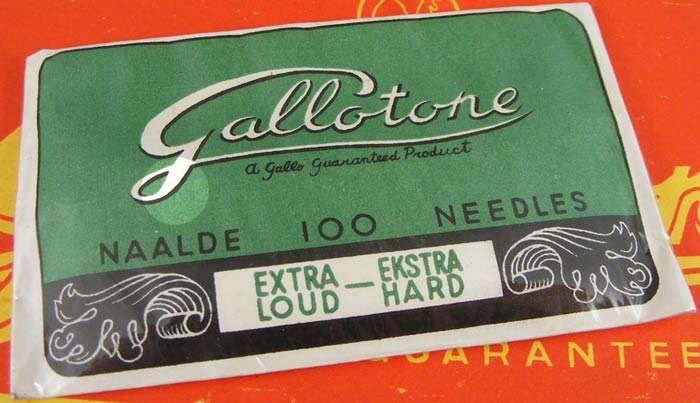 Gallotone
A Gallo Guaranteed Product
NAALDE 100 NEEDLES
EXTRA LOUD — EKSTRA HARD
GUARANTEE